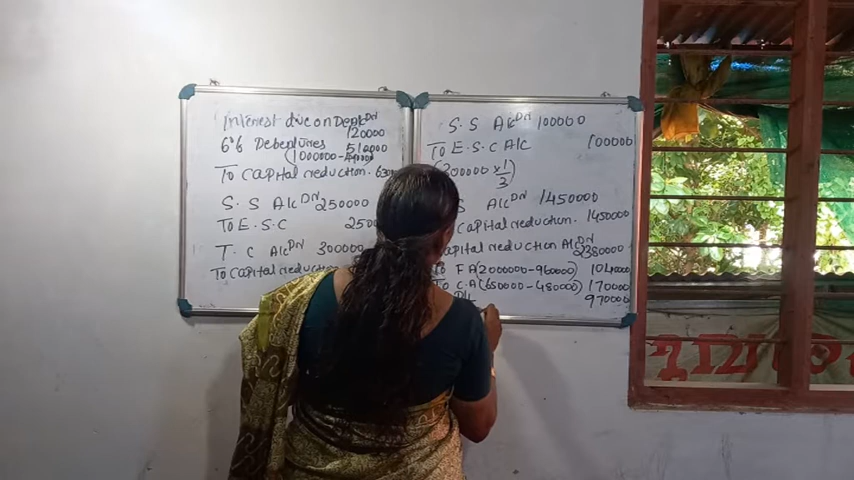 Interest due on Deb A/c Dr
120000
6% Debentures 510000
(1000000-490000)
To Capital reduction. 630
S. S A/c Dr 250000
To E. S. C 250
T. C A/c Dr 300000
To Capital reduction
S. S A/c Dr 100000
To E. S. C A/C 100000
(300000 x 1/3)
S A/c Dr 1450000
Capital reduction. 1450000
Capital reduction A/c Dr
2380000
To F A (2000000-960000) 1040000
To C. A (650000-480000) 170000
P/L 970000